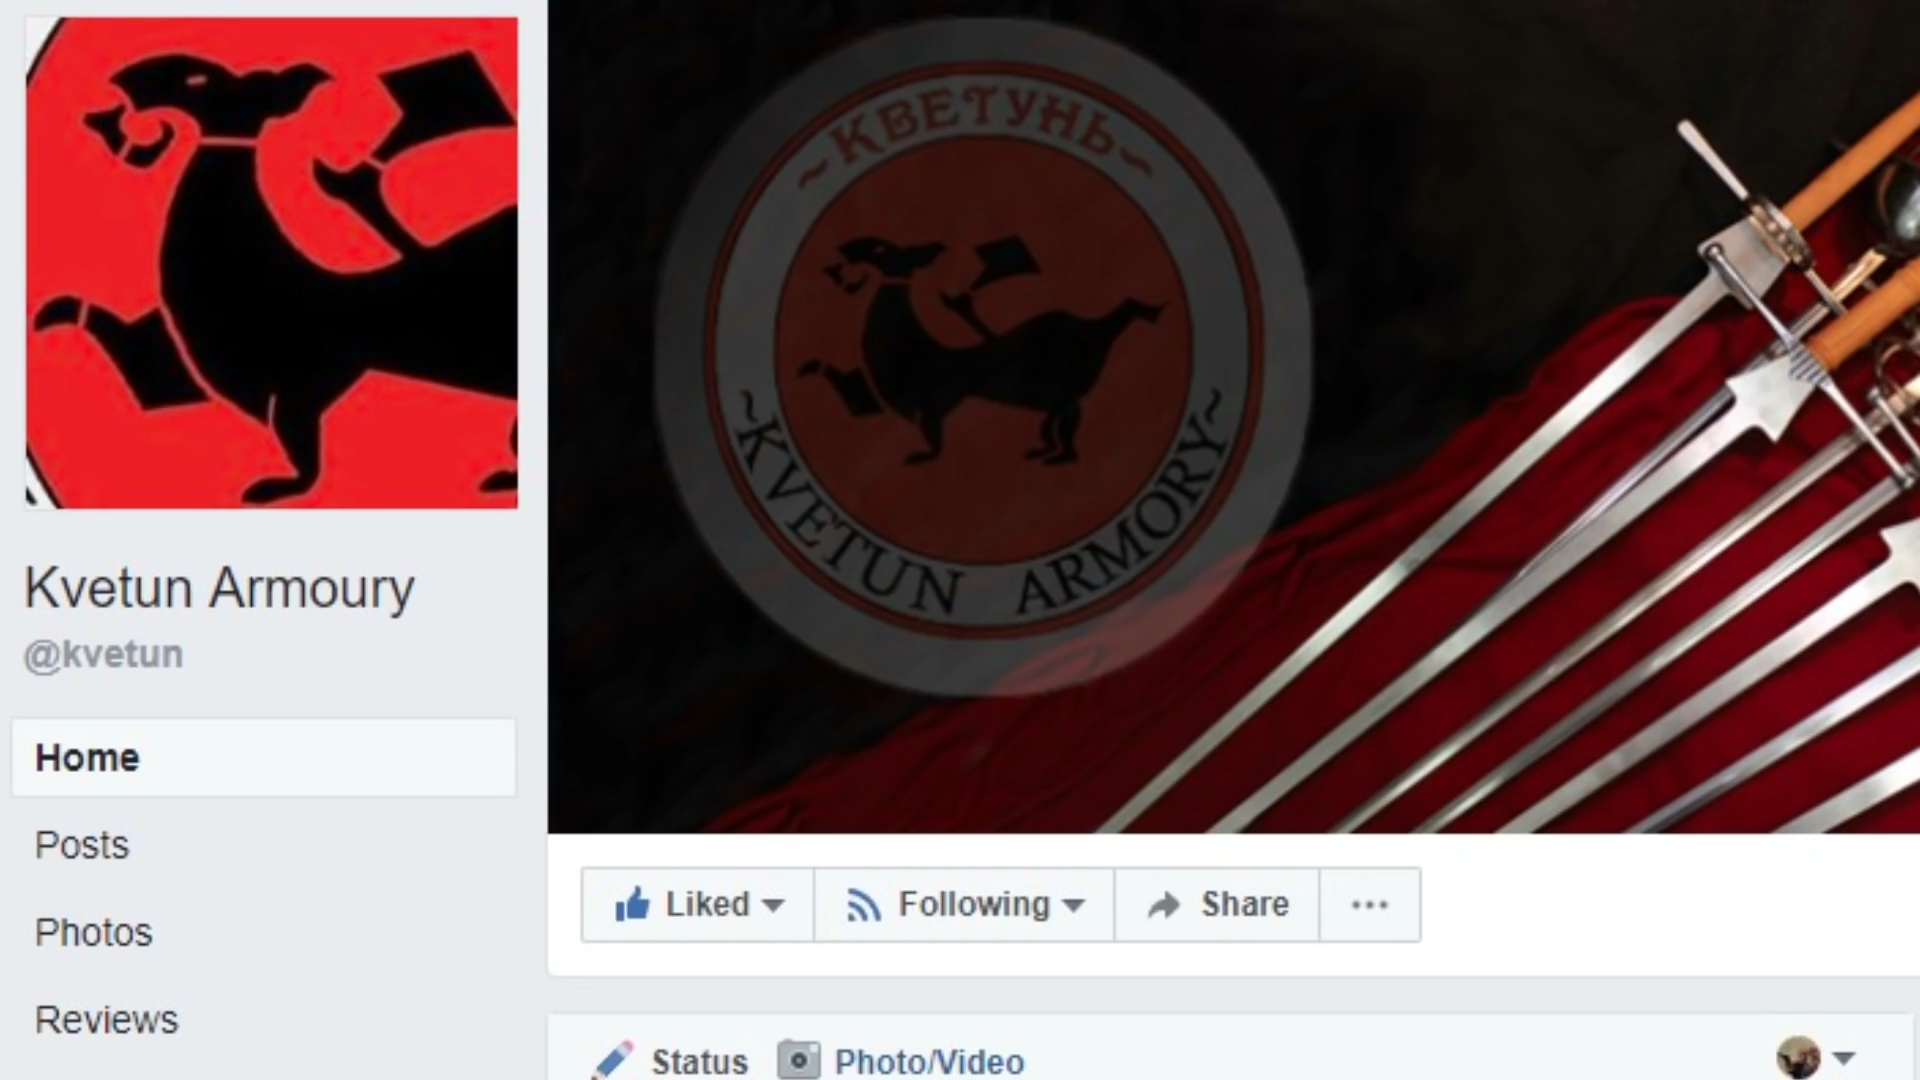 Kvetun Armoury
@kvetun
Home
Posts
Photos
Reviews
~КВЕТУНЬ~
~KVETUN ARMORY~
Liked
Following
Share
Status
Photo/Video